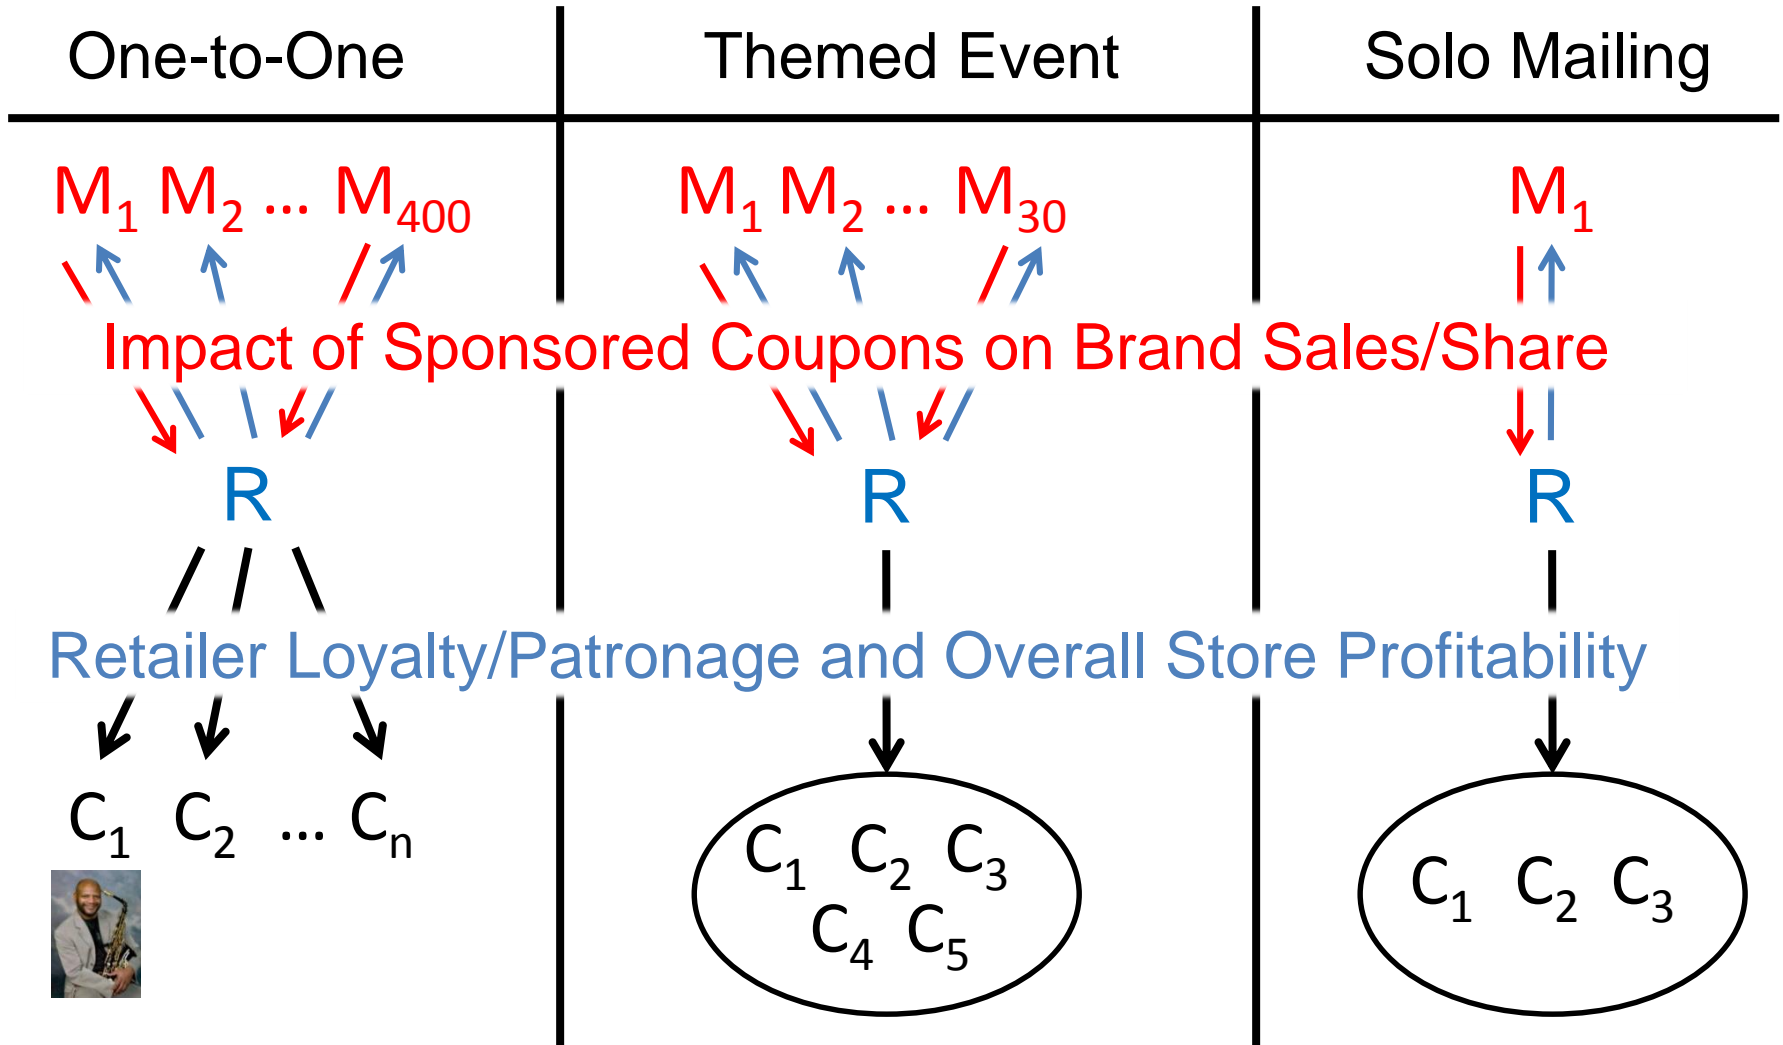 One-to-One Themed Event Solo Mailing
M1 M2 ... M400 M1 M2 ... M30 M1
Impact of Sponsored Coupons on Brand Sales/Share
R R R
Retailer Loyalty/Patronage and Overall Store Profitability
C1 C2 ... Cn
C1 C2 C3
C4 C5
C1 C2 C3